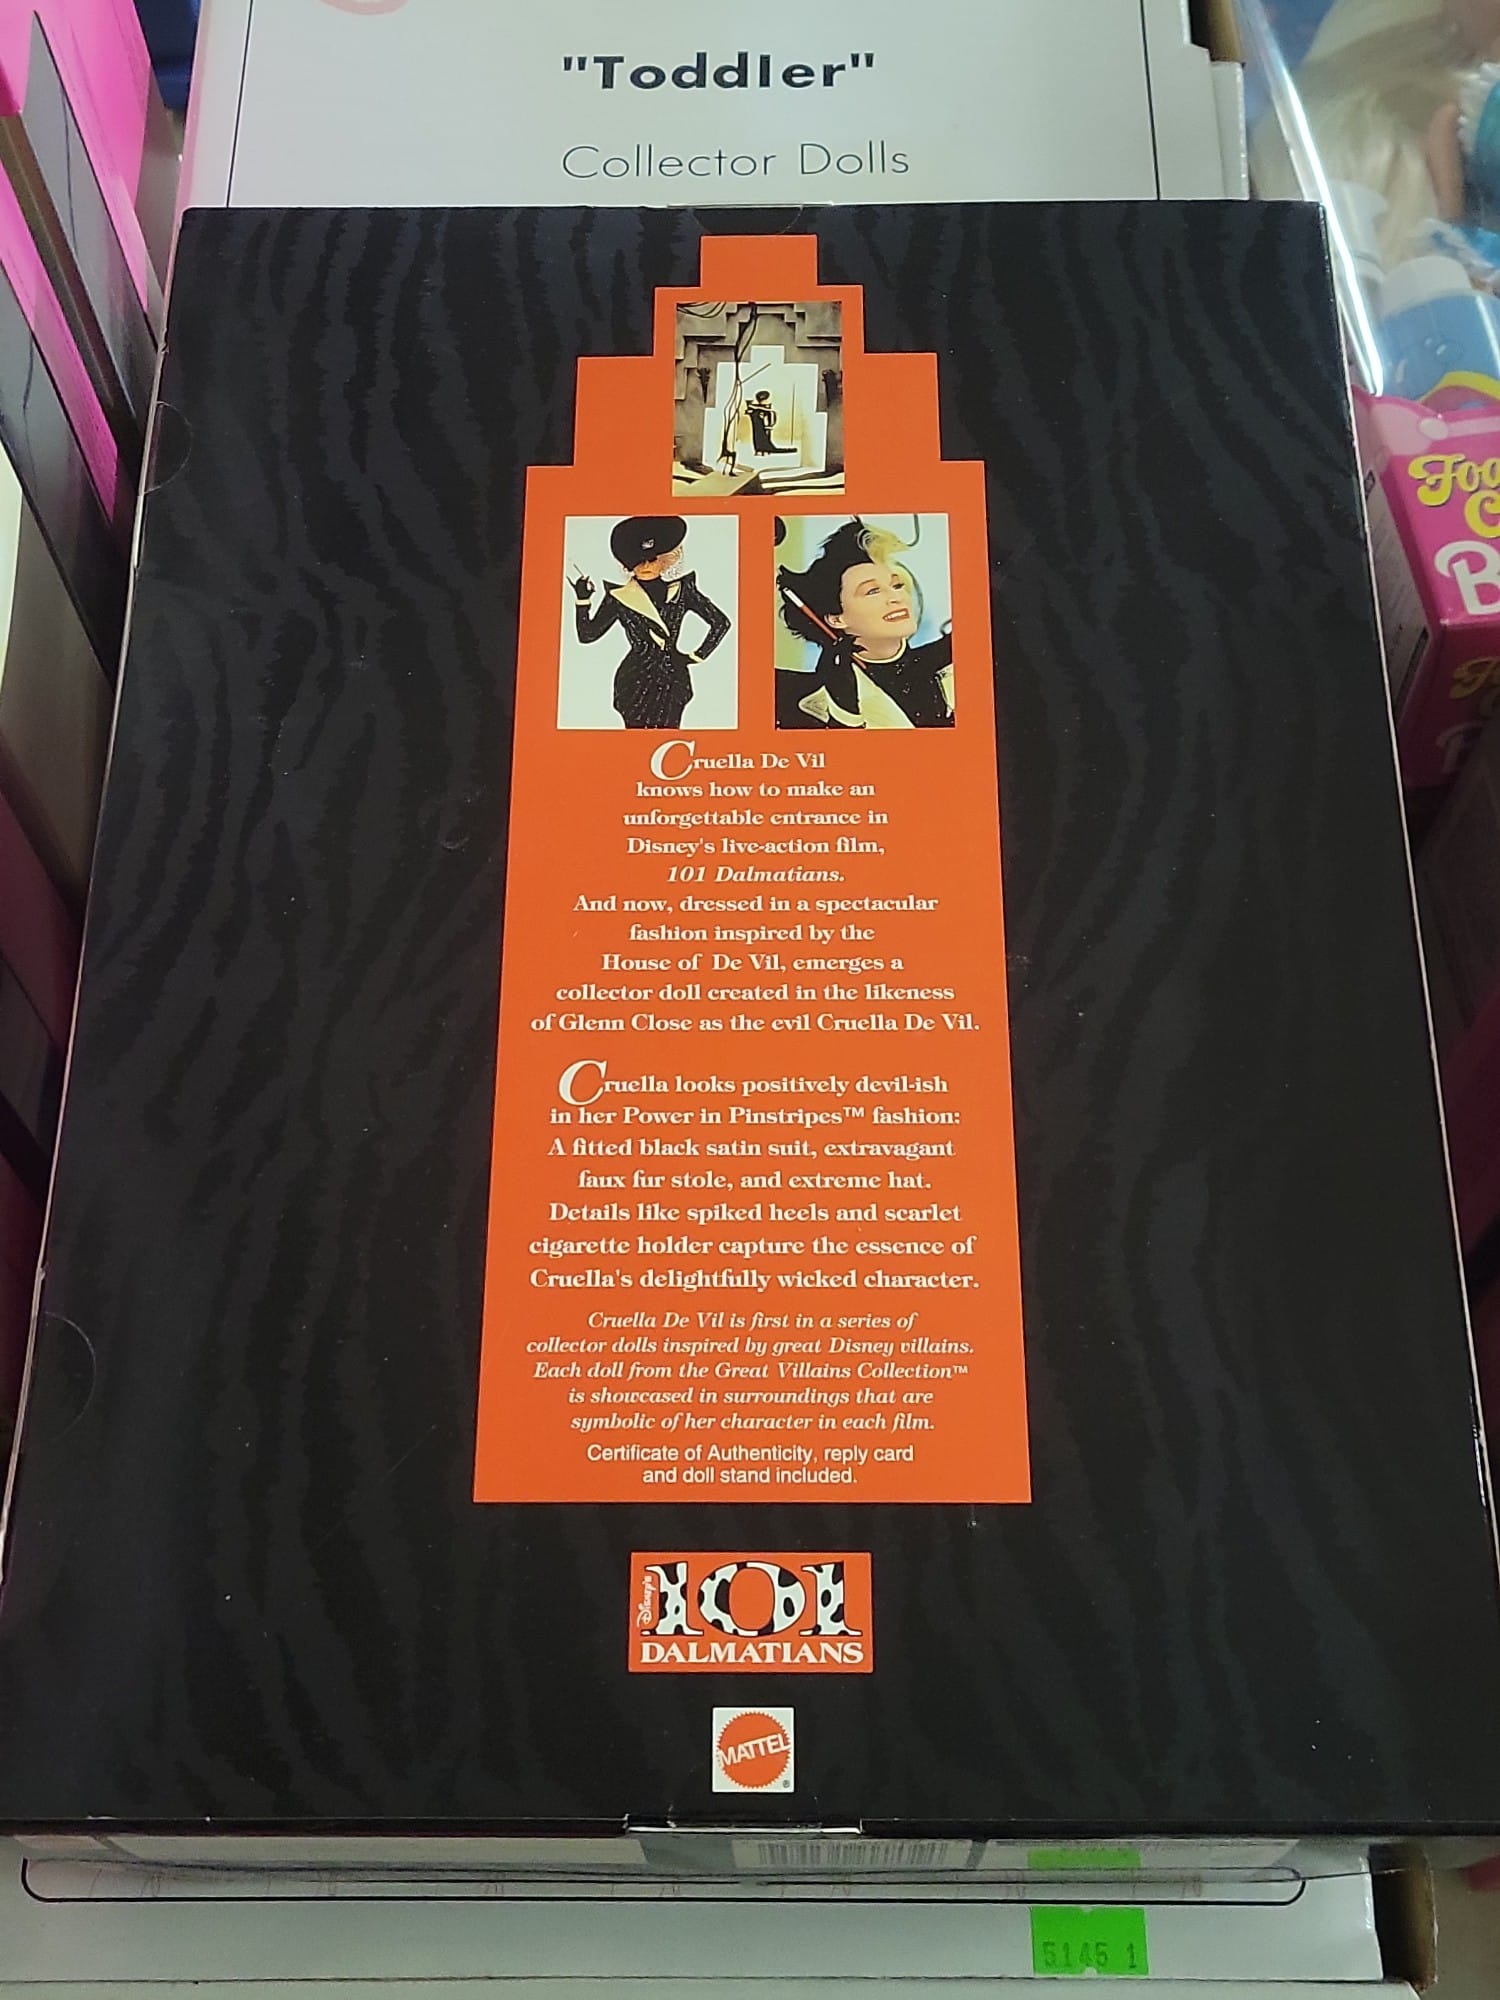 "Toddler"
Collector Dolls
Cruella De Vil
knows how to make an
unforgettable entrance in
Disney's live-action film,
101 Dalmatians.
And now, dressed in a spectacular
fashion inspired by the
House of De Vil, emerges a
collector doll created in the likeness
of Glenn Close as the evil Cruella De Vil.
Cruella looks positively devil-ish
in her Power in Pinstripes™ fashion:
A fitted black satin suit, extravagant
faux fur stole, and extreme hat.
Details like spiked heels and scarlet
cigarette holder capture the essence of
Cruella's delightfully wicked character.
Cruella De Vil is first in a series of
collector dolls inspired by great Disney villains.
Each doll from the Great Villains Collection™
is showcased in surroundings that are
symbolic of her character in each film.
Certificate of Authenticity, reply card
and doll stand included.
Disney's
101
DALMATIANS
MATTEL
®
5145 1